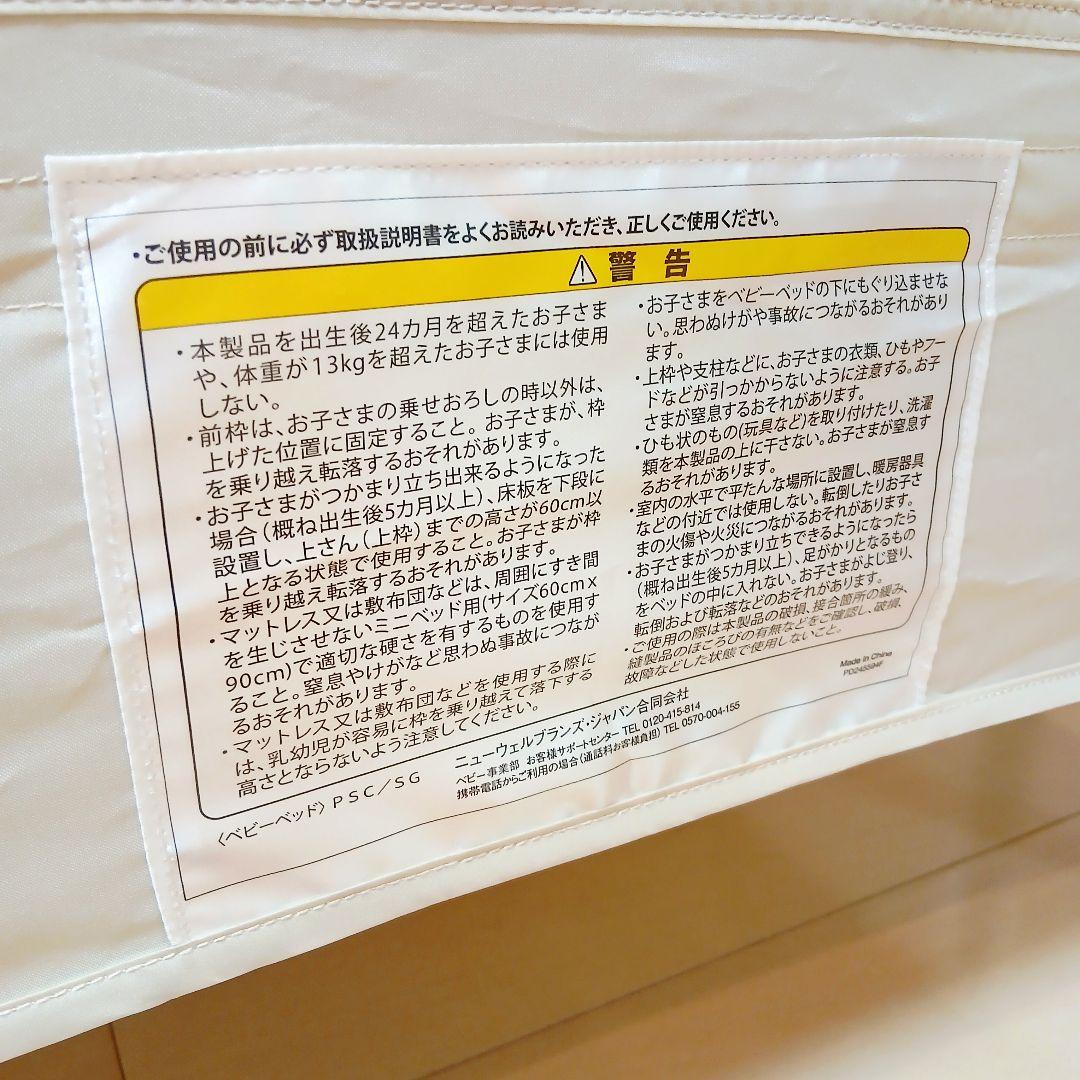 ・ご使用の前に必ず取扱説明書をよくお読みいただき、正しくご使用ください。
⚠警告
・本製品を出生後24カ月を超えたお子さま
や、体重が13kgを超えたお子さまには使用
しない。
・前枠は、お子さまの乗せおろしの時以外は、
上げた位置に固定すること。お子さまが、枠
を乗り越え転落するおそれがあります。
・お子さまがつかまり立ち出来るようになった
場合(概ね出生後5カ月以上)、床板を下段に
設置し、上さん(上枠)までの高さが60cm以
上となる状態で使用すること。お子さまが枠
を乗り越え転落するおそれがあります。
・マットレス又は敷布団などは、周囲にすき間
を生じさせないミニベッド用(サイズ60cm x
90cm)で適切な硬さを有するものを使用す
ること。窒息やけがなど思わぬ事故につなが
るおそれがあります。
・マットレス又は敷布団などを使用する際に
は、乳幼児が容易に枠を乗り越えて落下する
高さとならないよう注意してください。
・お子さまをベビーベッドの下にもぐり込ませな
い。思わぬけがや事故につながるおそれがあり
ます。
・上枠や支柱などに、お子さまの衣類、ひもやフー
ドなどが引っかからないように注意する。お子
さまが窒息するおそれがあります。
・ひも状のもの(玩具など)を取り付けたり、洗濯
類を本製品の上に干さない。お子さまが窒息す
るおそれがあります。
・室内の水平で平たんな場所に設置し、暖房器具
などの付近では使用しない。転倒したりお子さ
まの火傷や火災につながるおそれがあります。
・お子さまがつかまり立ちできるようになったら
(概ね出生後5カ月以上)、足がかりとなるもの
をベッドの中に入れない。お子さまがよじ登り、
転倒および転落などのおそれがあります。
・ご使用の際は本製品の破損、接合箇所の緩み、
縫製品のほころびの有無などをご確認し、破損、
故障などした状態で使用しないこと。
Made in China
PD245594F
〈ベビーベッド〉PSC/SG
ニューウェルブランズ・ジャパン合同会社
ベビー事業部 お客様サポートセンター TEL 0120-415-814
携帯電話からご利用の場合(通話料お客様負担) TEL 0570-004-155